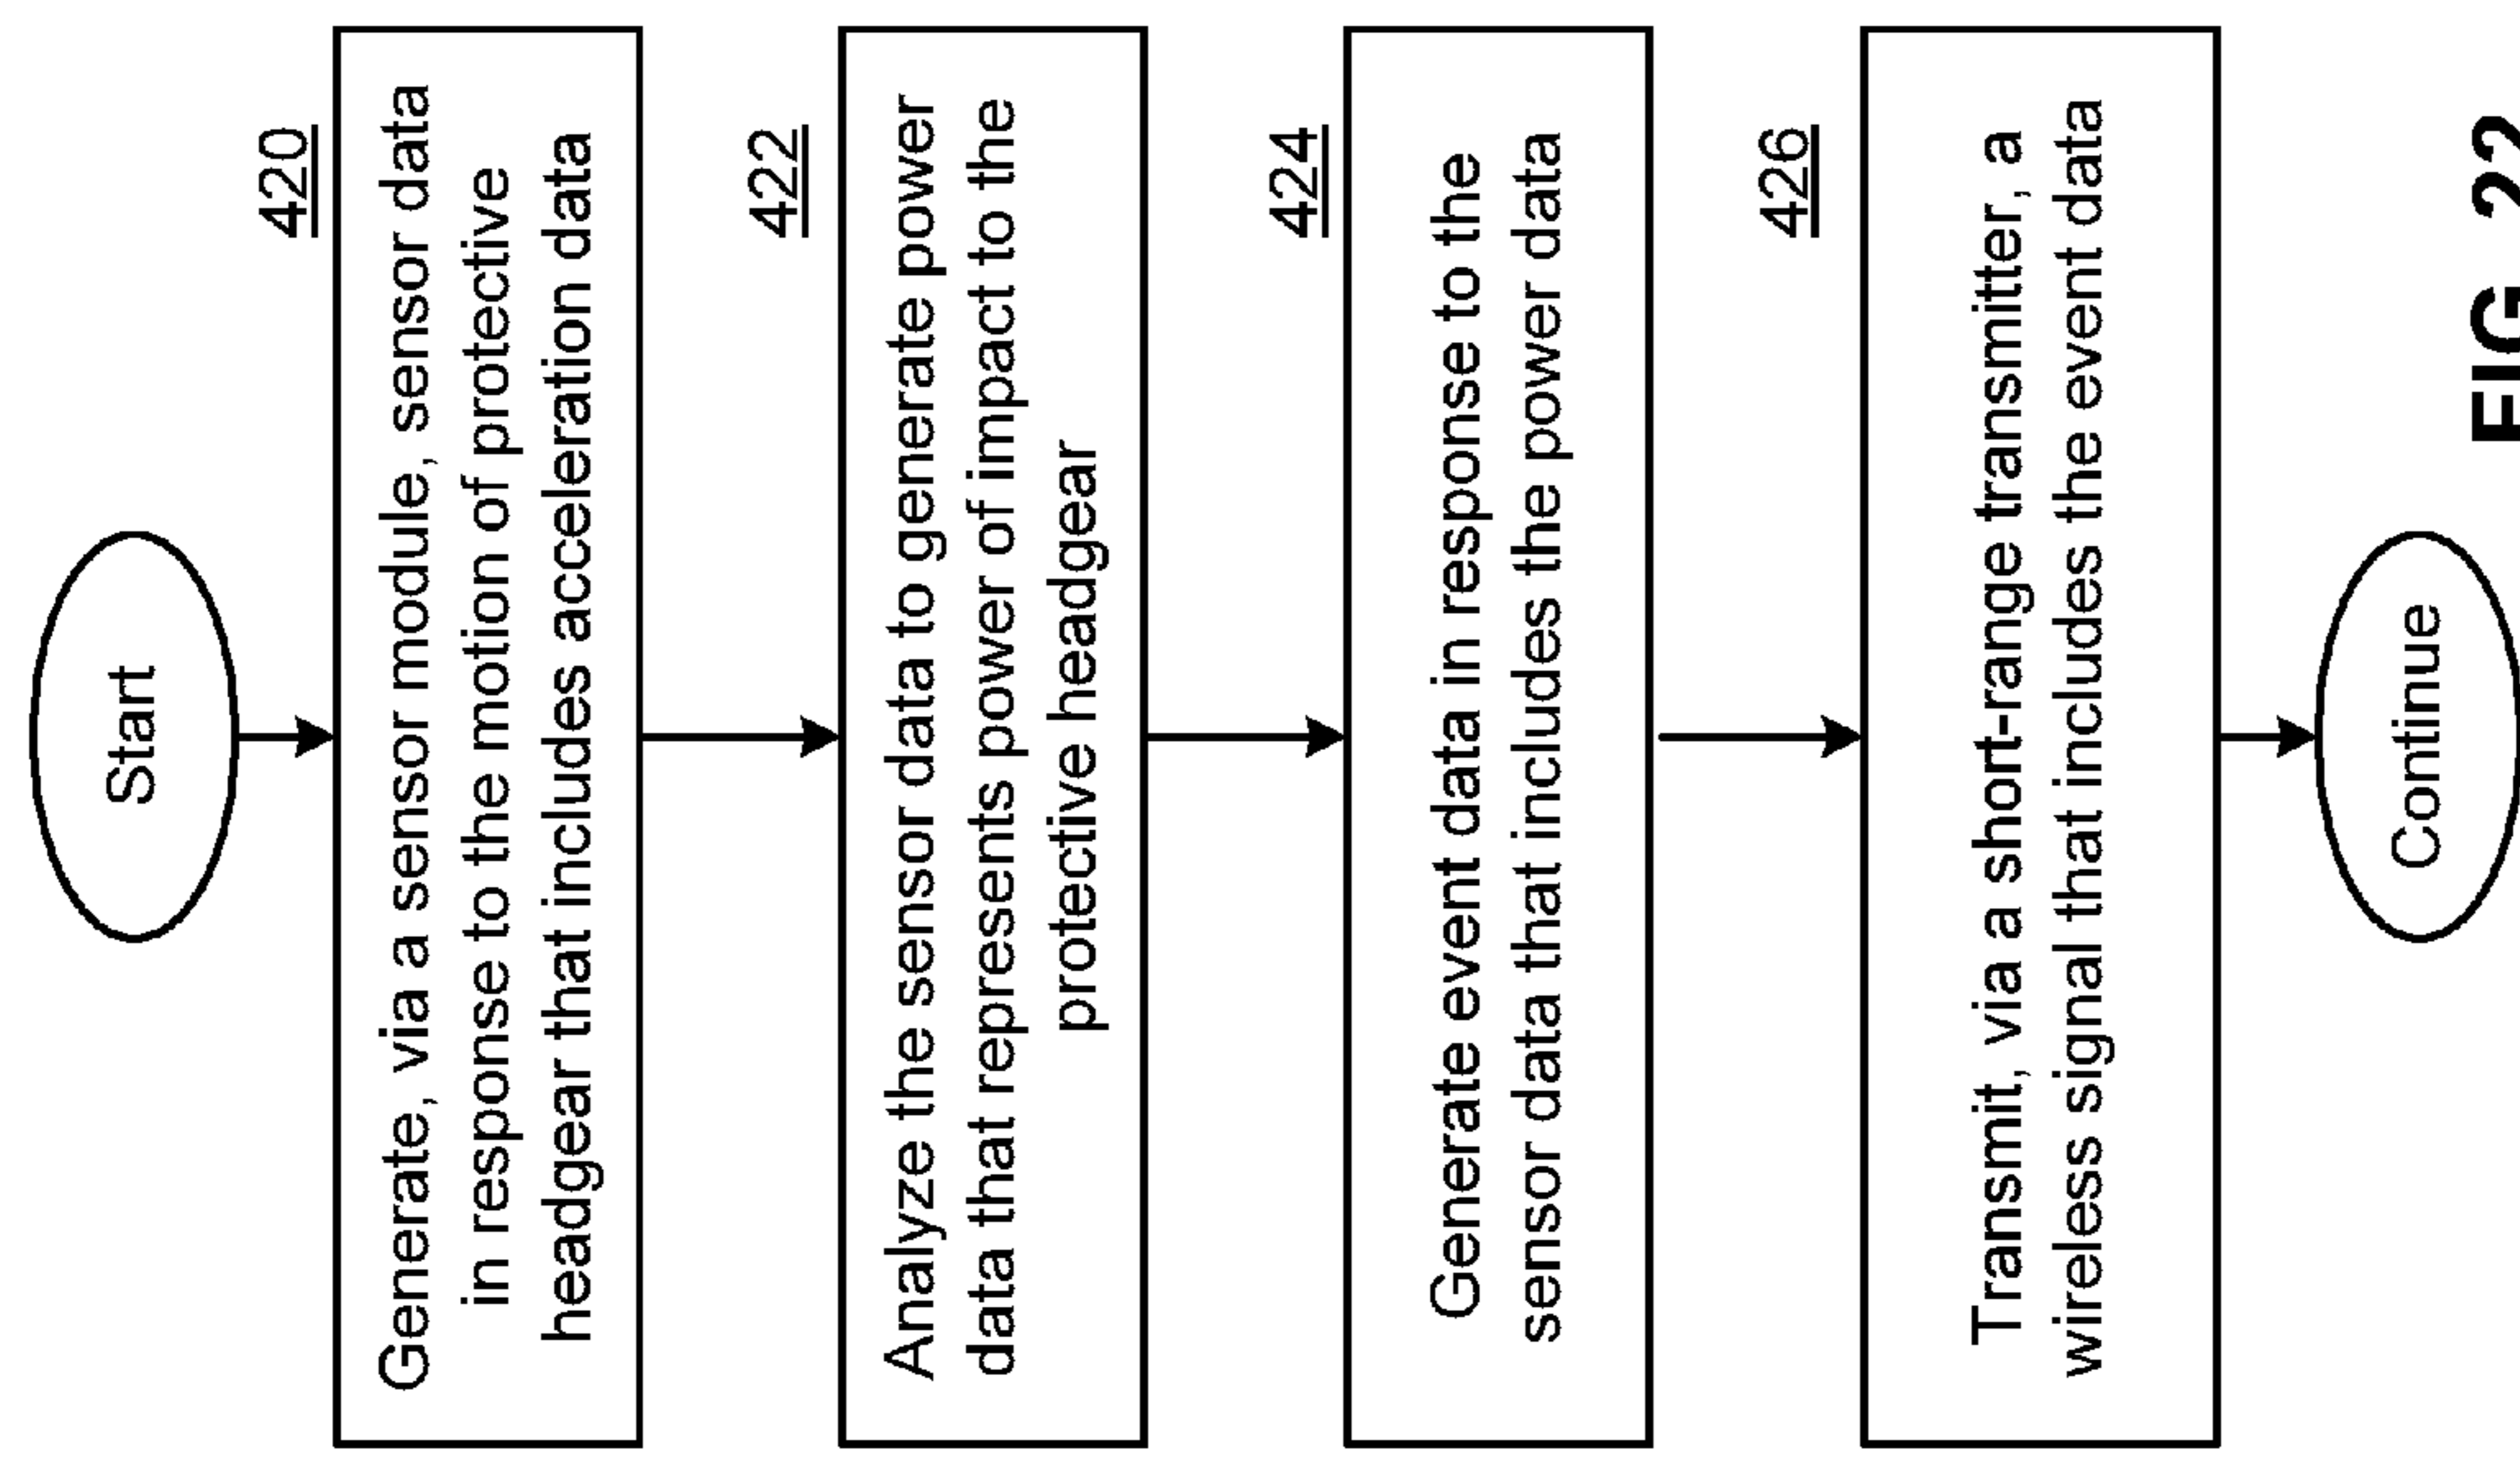 Start
420
Generate, via a sensor module, sensor data
in response to the motion of protective
headgear that includes acceleration data
422
Analyze the sensor data to generate power
data that represents power of impact to the
protective headgear
424
Generate event data in response to the
sensor data that includes the power data
426
Transmit, via a short-range transmitter, a
wireless signal that includes the event data
Continue
FIG. 22